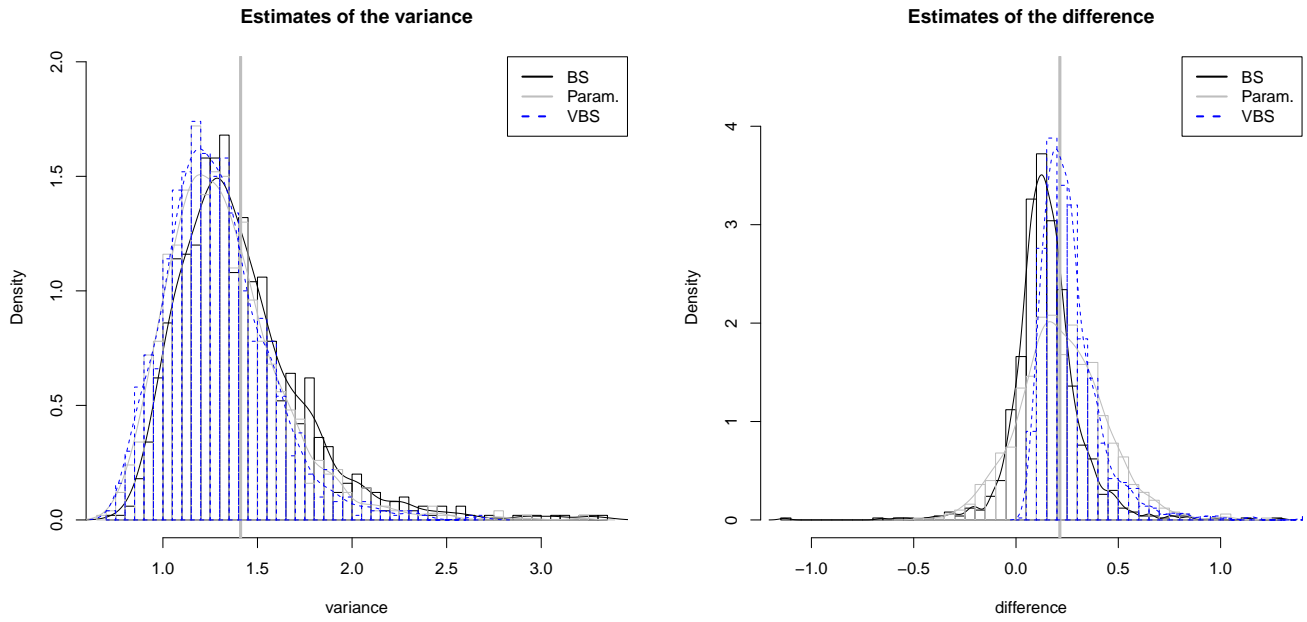 Estimates of the variance
2.0
1.5
1.0
0.5
0.0
Density
1.0
1.5
2.0
2.5
3.0
variance
BS
Param.
VBS
Estimates of the difference
4
3
2
1
0
Density
−1.0
−0.5
0.0
0.5
1.0
difference
BS
Param.
VBS